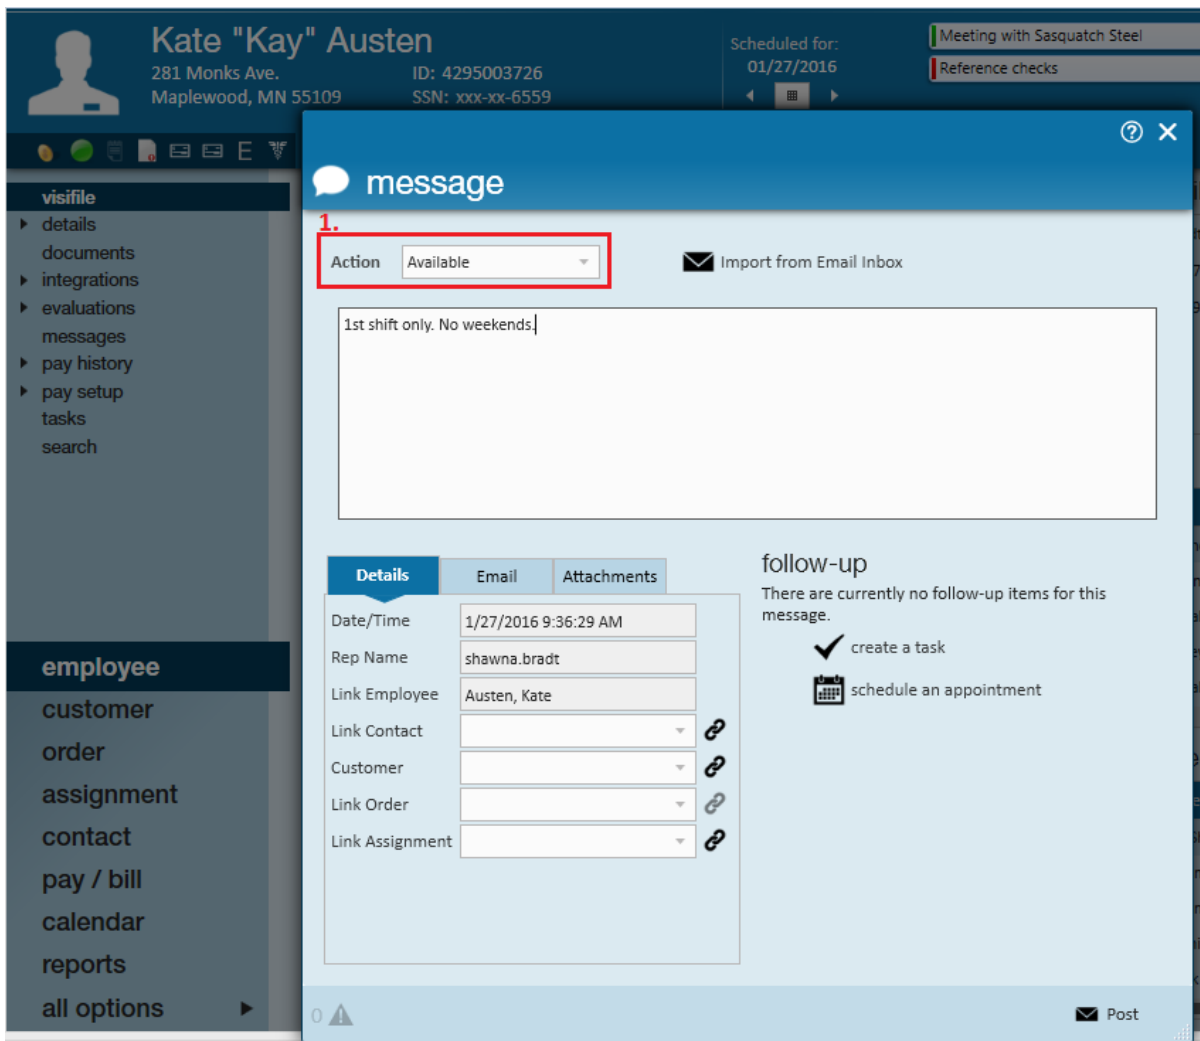 Kate "Kay" Austen
281 Monks Ave.
Maplewood, MN 55109
ID: 4295003726
SSN: xxx-xx-6559
Scheduled for:
01/27/2016
Meeting with Sasquatch Steel
Reference checks
E
visifile
details
documents
integrations
evaluations
messages
pay history
pay setup
tasks
search
employee
customer
order
assignment
contact
pay / bill
calendar
reports
all options
message
1.
Action Available
Import from Email Inbox
1st shift only. No weekends.
Details Email Attachments
Date/Time 1/27/2016 9:36:29 AM
Rep Name shawna.bradt
Link Employee Austen, Kate
Link Contact
Customer
Link Order
Link Assignment
follow-up
There are currently no follow-up items for this
message.
create a task
schedule an appointment
0
Post